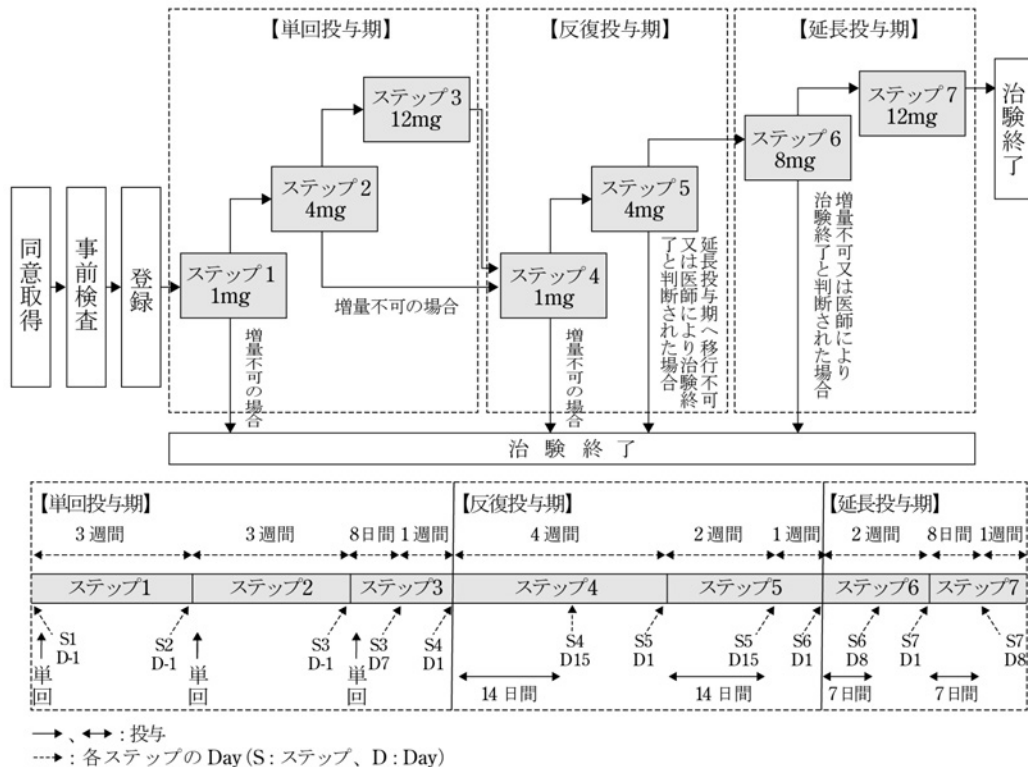 【単回投与期】
【反復投与期】
【延長投与期】
同意取得
事前検査
登録
ステップ1
1mg
ステップ2
4mg
ステップ3
12mg
増量不可の場合
増量不可の場合
ステップ4
1mg
ステップ5
4mg
増量不可の場合
延長投与期へ移行不可
又は医師により治験終
了と判断された場合
ステップ6
8mg
ステップ7
12mg
増量不可又は医師により
治験終了と判断された場合
治験終了
治験終了
【単回投与期】
【反復投与期】
【延長投与期】
3週間
3週間
8日間
1週間
4週間
2週間
1週間
2週間
8日間
1週間
ステップ1
ステップ2
ステップ3
ステップ4
ステップ5
ステップ6
ステップ7
S1
D-1
S2
D-1
S3
D-1
S3
D7
S4
D1
S4
D15
S5
D1
S5
D15
S6
D1
S6
D8
S7
D1
S7
D8
単回
単回
単回
14日間
14日間
7日間
7日間
→、↔:投与
⇢:各ステップの Day(S:ステップ、D:Day)